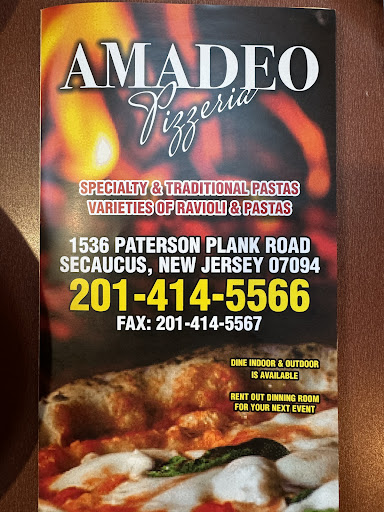 AMADEO
Pizzeria
SPECIALTY & TRADITIONAL PASTAS
VARIETIES OF RAVIOLI & PASTAS
1536 PATERSON PLANK ROAD
SECAUCUS, NEW JERSEY 07094
201-414-5566
FAX: 201-414-5567
DINE INDOOR & OUTDOOR
IS AVAILABLE
RENT OUT DINNING ROOM
FOR YOUR NEXT EVENT